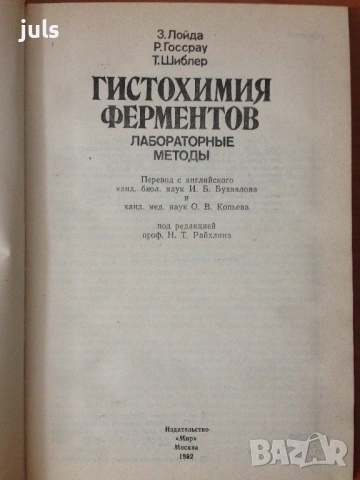 juls
З. Лойда
Р. Госсрау
Т. Шиблер
ГИСТОХИМИЯ
ФЕРМЕНТОВ
ЛАБОРАТОРНЫЕ
МЕТОДЫ
Перевод с английского
канд. биол. наук И. Б. Бухвалова
и
канд. мед. наук О. В. Копьева
под редакцией
проф. Н. Т. Райхлина
Издательство
«Мир»
Москва
1982
BAZAR